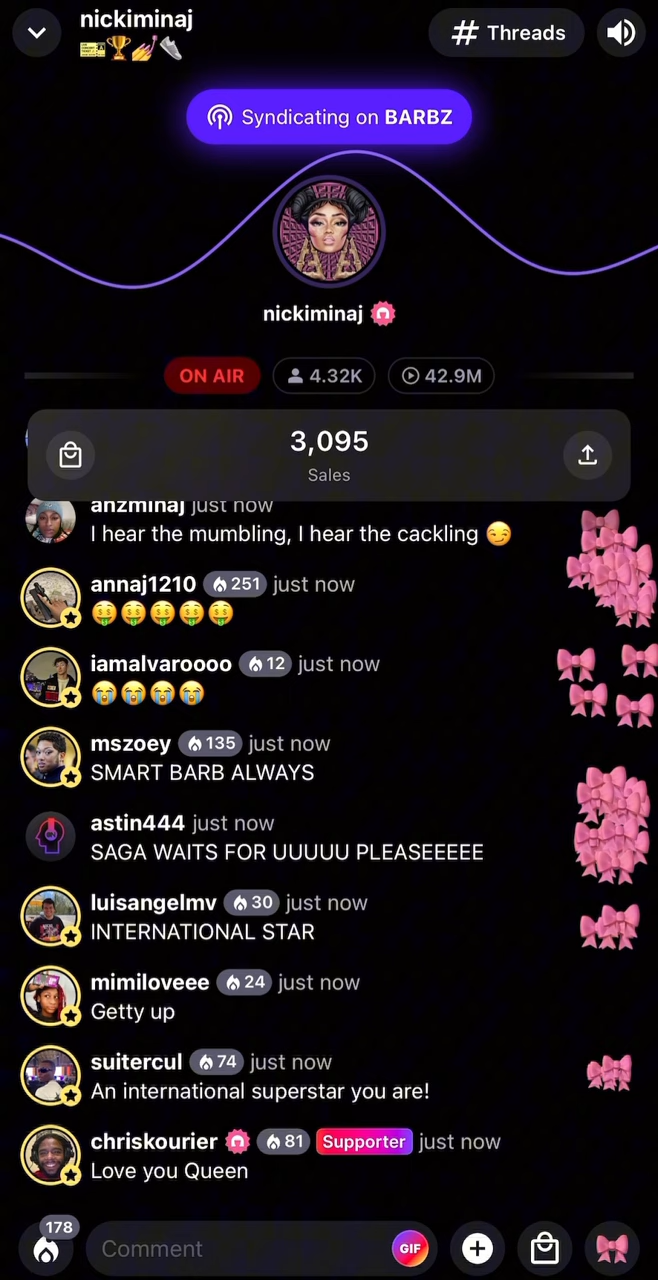 nickiminaj
# Threads
Syndicating on BARBZ
nickiminaj
ON AIR
4.32K
42.9M
3,095
Sales
anzminaj just now
I hear the mumbling, I hear the cackling 😏
annaj1210 251 just now
🤑🤑🤑🤑🤑
iamalvaroooo 12 just now
😭😭😭😭
mszoey 135 just now
SMART BARB ALWAYS
astin444 just now
SAGA WAITS FOR UUUUU PLEASEEEEE
luisangelmv 30 just now
INTERNATIONAL STAR
mimiloveee 24 just now
Getty up
suitercul 74 just now
An international superstar you are!
chriskourier 81 Supporter just now
Love you Queen
178
Comment
GIF